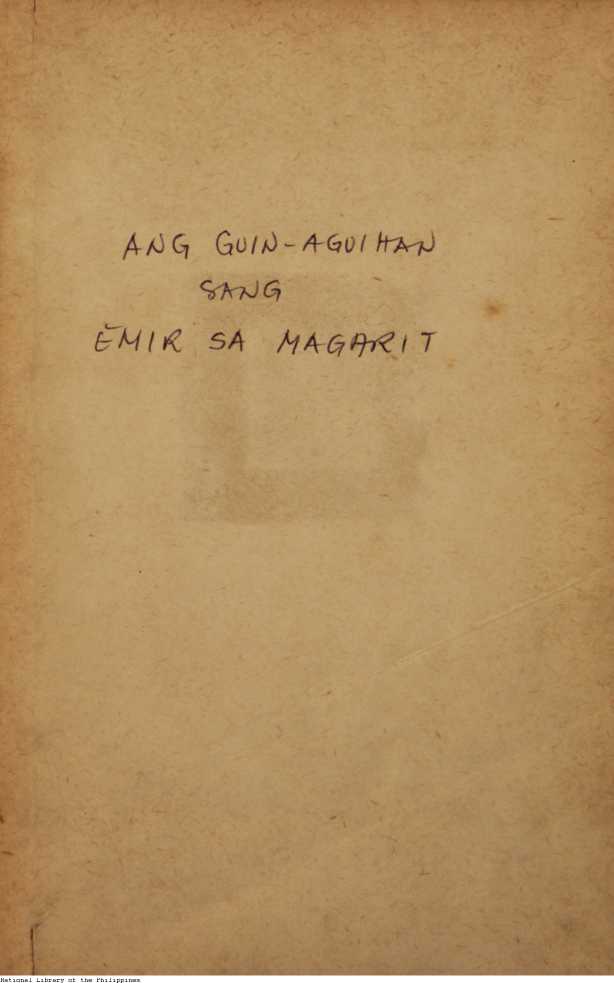 ANG GUIN-AGUIHAN
SANG
EMIR SA MAGARIT
National Library of the Philippines